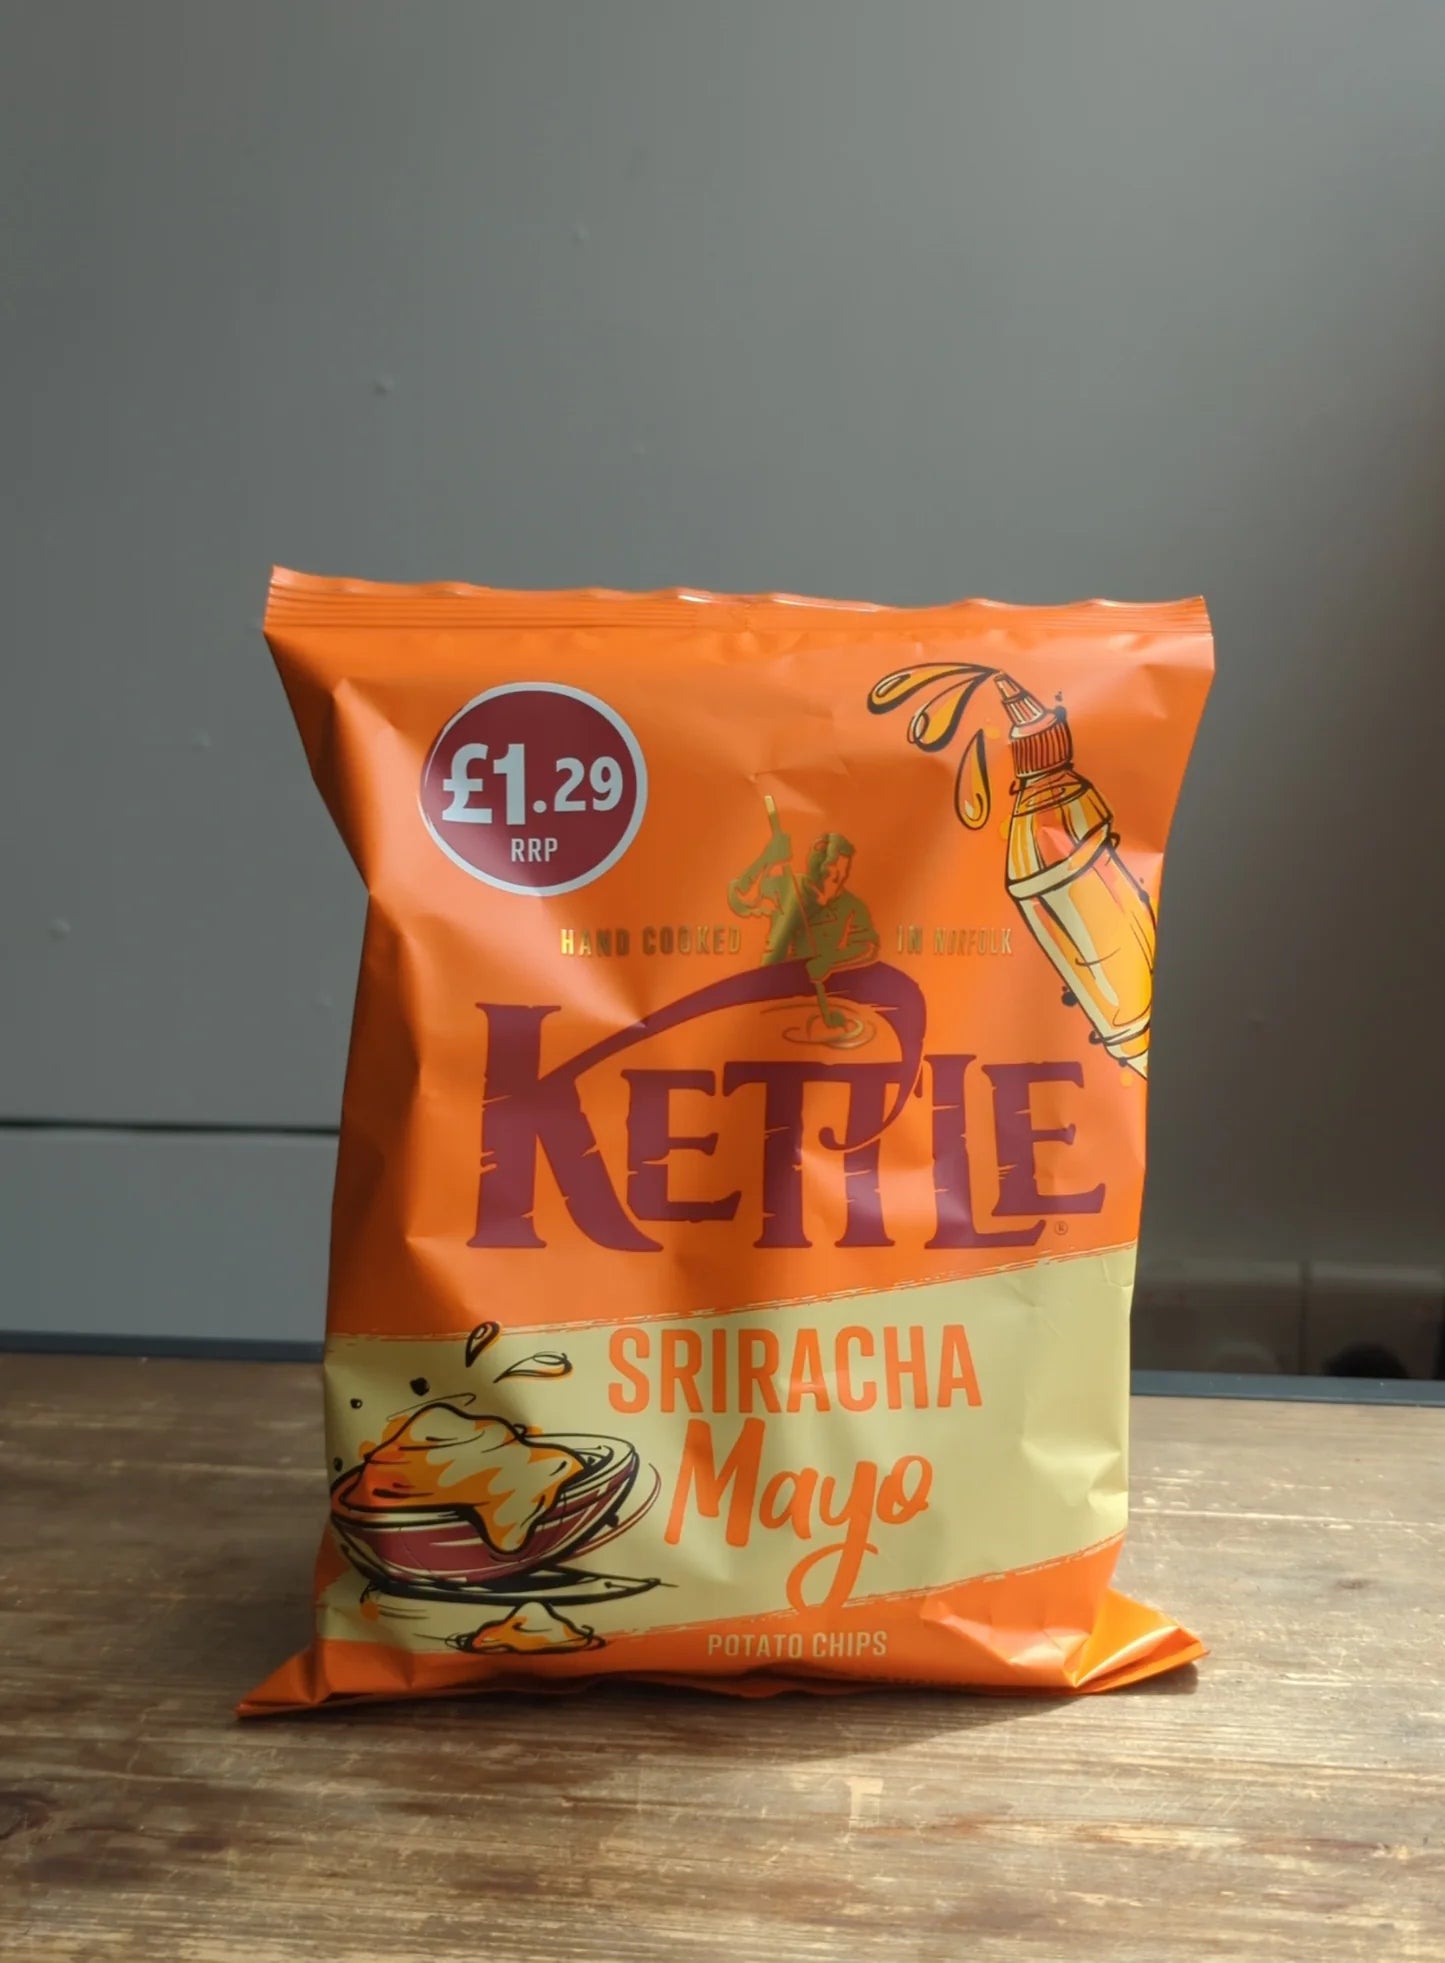 £1.29
RRP
HAND COOKED IN NORFOLK
KETTLE
®
SRIRACHA
Mayo
POTATO CHIPS